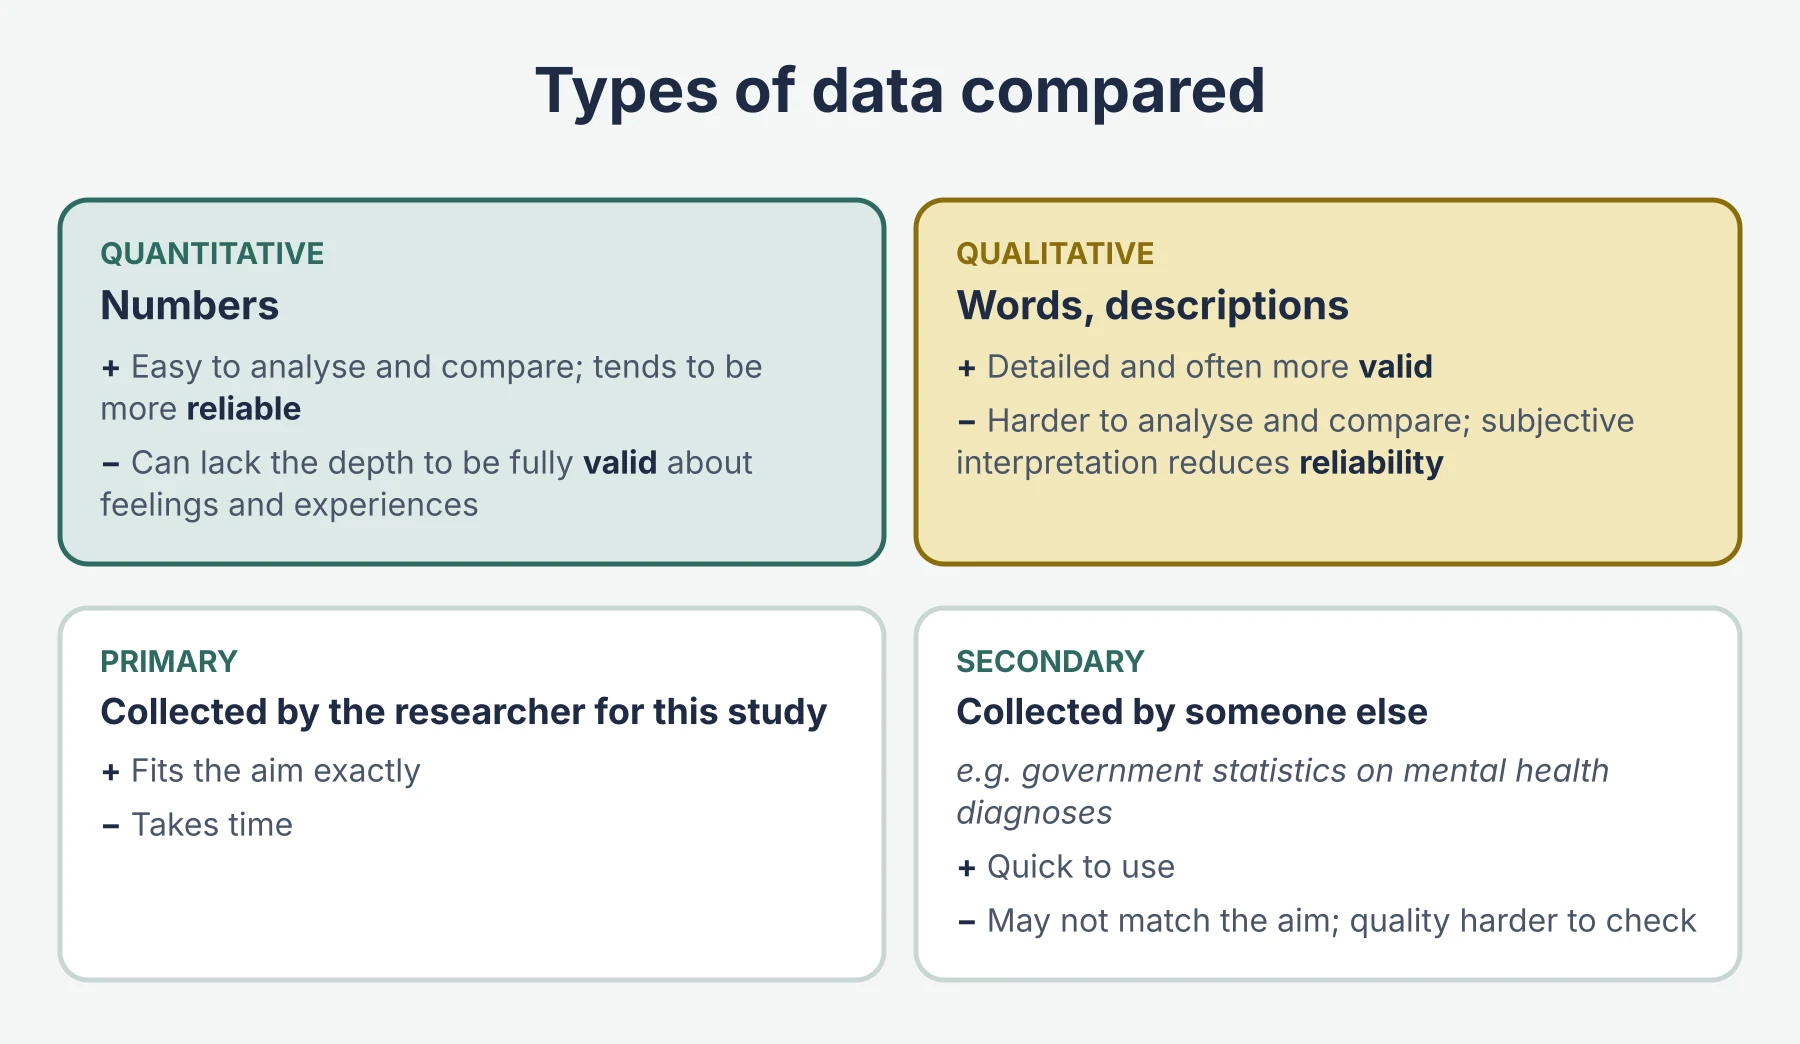 Types of data compared
QUANTITATIVE
Numbers
+ Easy to analyse and compare; tends to be
more reliable
– Can lack the depth to be fully valid about
feelings and experiences
QUALITATIVE
Words, descriptions
+ Detailed and often more valid
– Harder to analyse and compare; subjective
interpretation reduces reliability
PRIMARY
Collected by the researcher for this study
+ Fits the aim exactly
– Takes time
SECONDARY
Collected by someone else
e.g. government statistics on mental health
diagnoses
+ Quick to use
– May not match the aim; quality harder to check